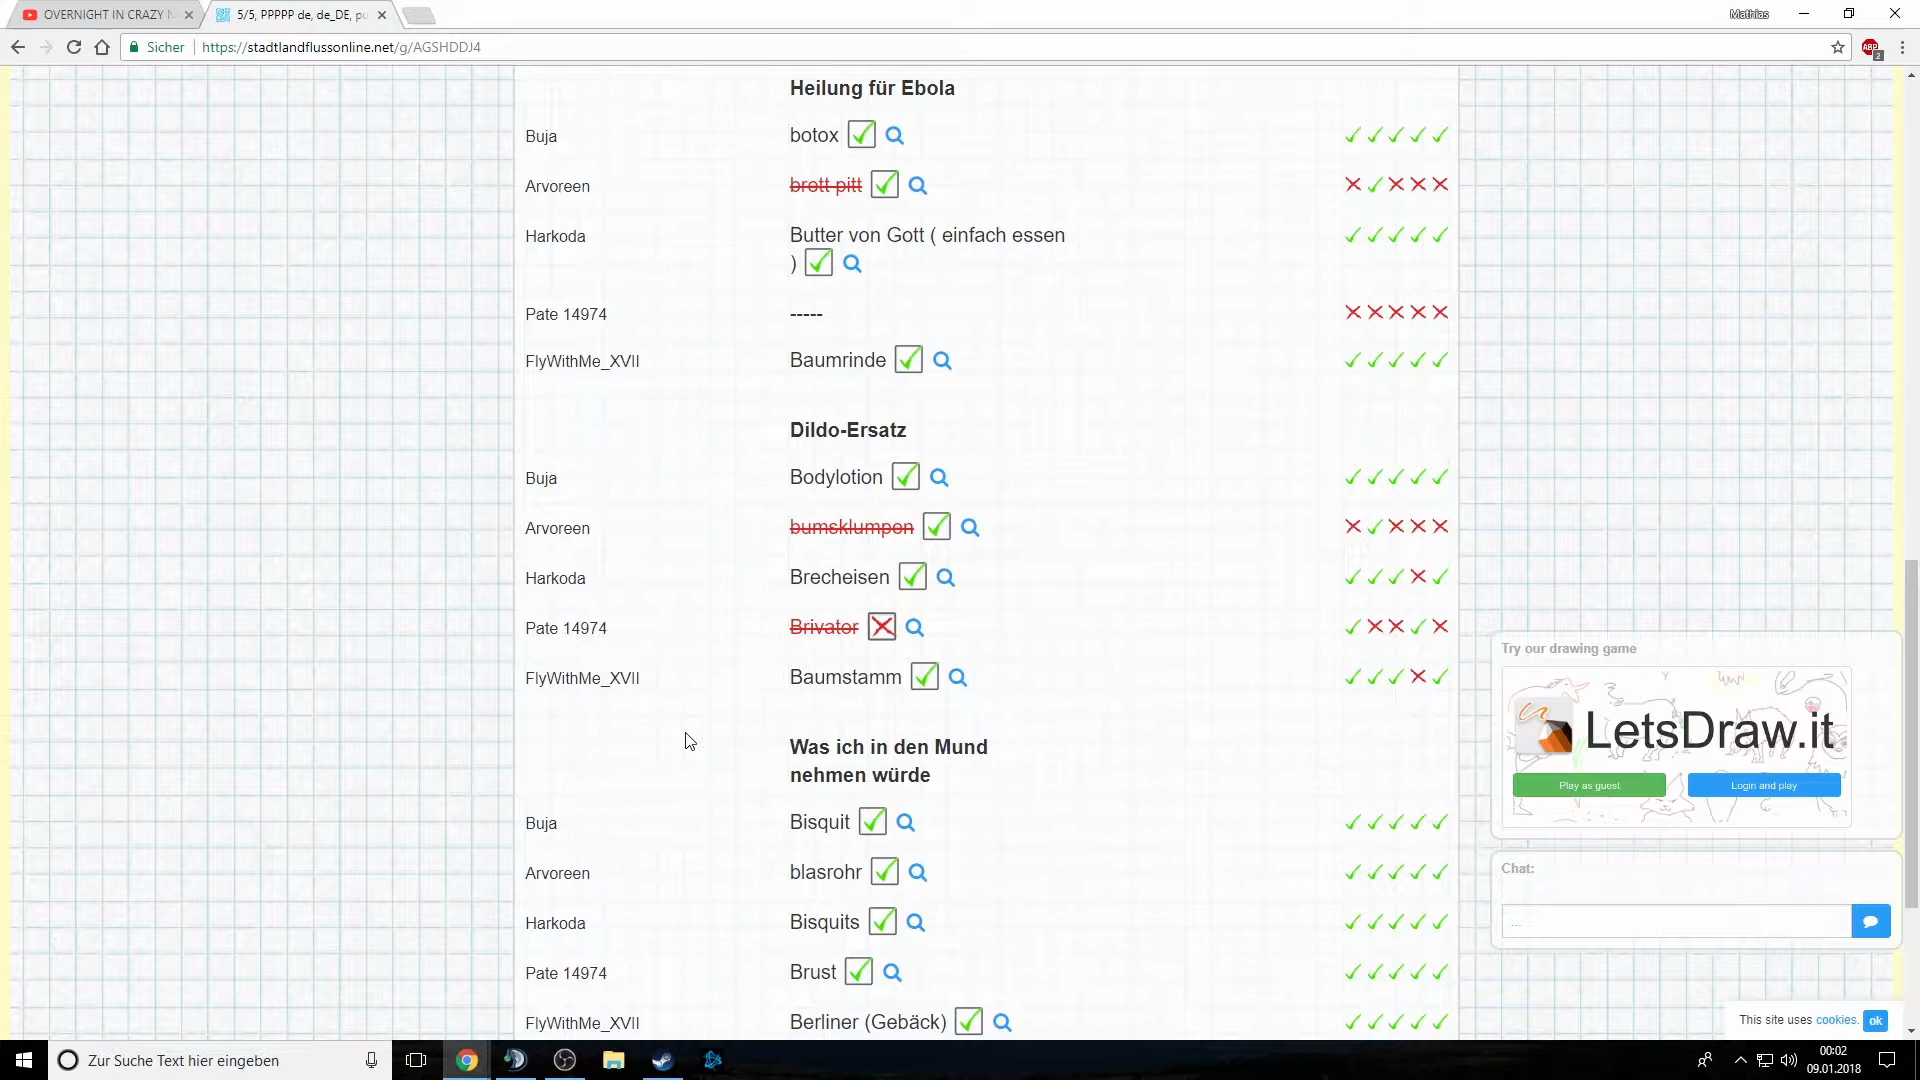 OVERNIGHT IN CRAZY
5/5, PPPPP de, de_DE, pu
Mathias
Sicher
https://stadtlandflussonline.net/g/AGSHDDJ4
ABP
2
Heilung für Ebola
Buja botox
Arvoreen brott pitt
Harkoda Butter von Gott ( einfach essen
)
Pate 14974 -----
FlyWithMe_XVII Baumrinde
Dildo-Ersatz
Buja Bodylotion
Arvoreen bumsklumpon
Harkoda Brecheisen
Pate 14974 Brivator
FlyWithMe_XVII Baumstamm
Was ich in den Mund
nehmen würde
Buja Bisquit
Arvoreen blasrohr
Harkoda Bisquits
Pate 14974 Brust
FlyWithMe_XVII Berliner (Gebäck)
Try our drawing game
LetsDraw.it
Play as guest Login and play
Chat:
...
This site uses cookies. ok
Zur Suche Text hier eingeben
00:02
09.01.2018